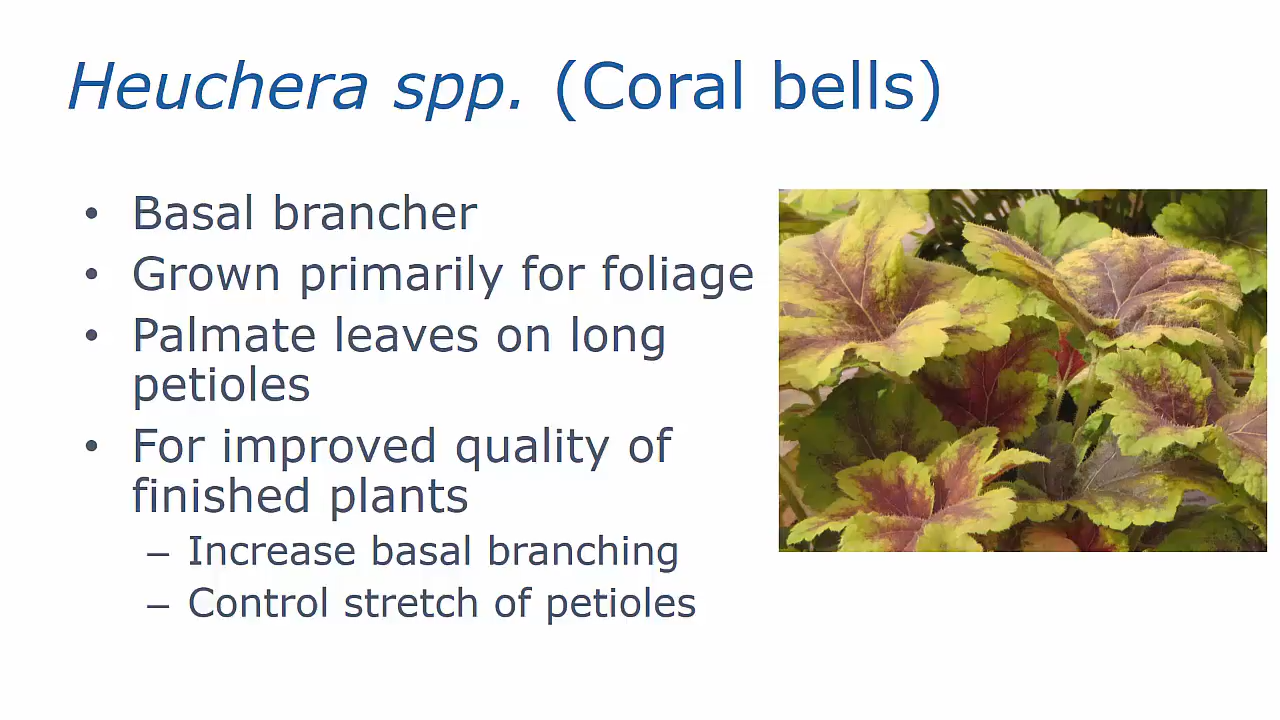 Heuchera spp. (Coral bells)
• Basal brancher
• Grown primarily for foliage
• Palmate leaves on long
petioles
• For improved quality of
finished plants
– Increase basal branching
– Control stretch of petioles